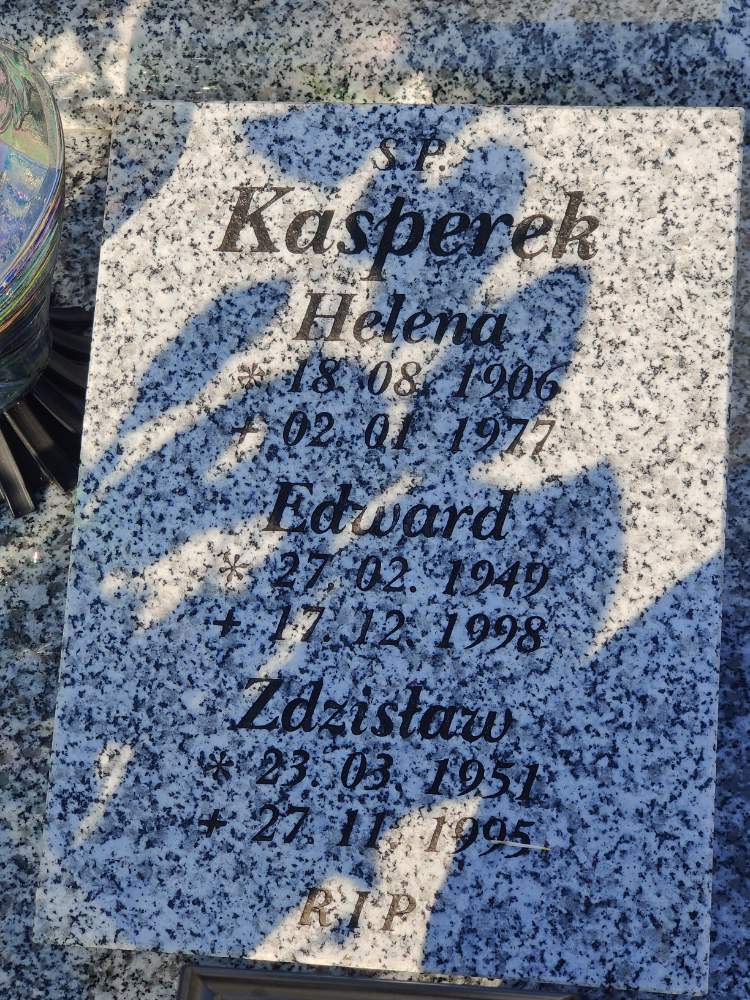 S. P.
Kasperek
Helena
* 18. 08. 1906
+ 02. 01. 1977
Edward
* 27. 02. 1949
+ 17. 12. 1998
Zdzisław
* 23. 03. 1951
+ 27. 11. 1995
R I P